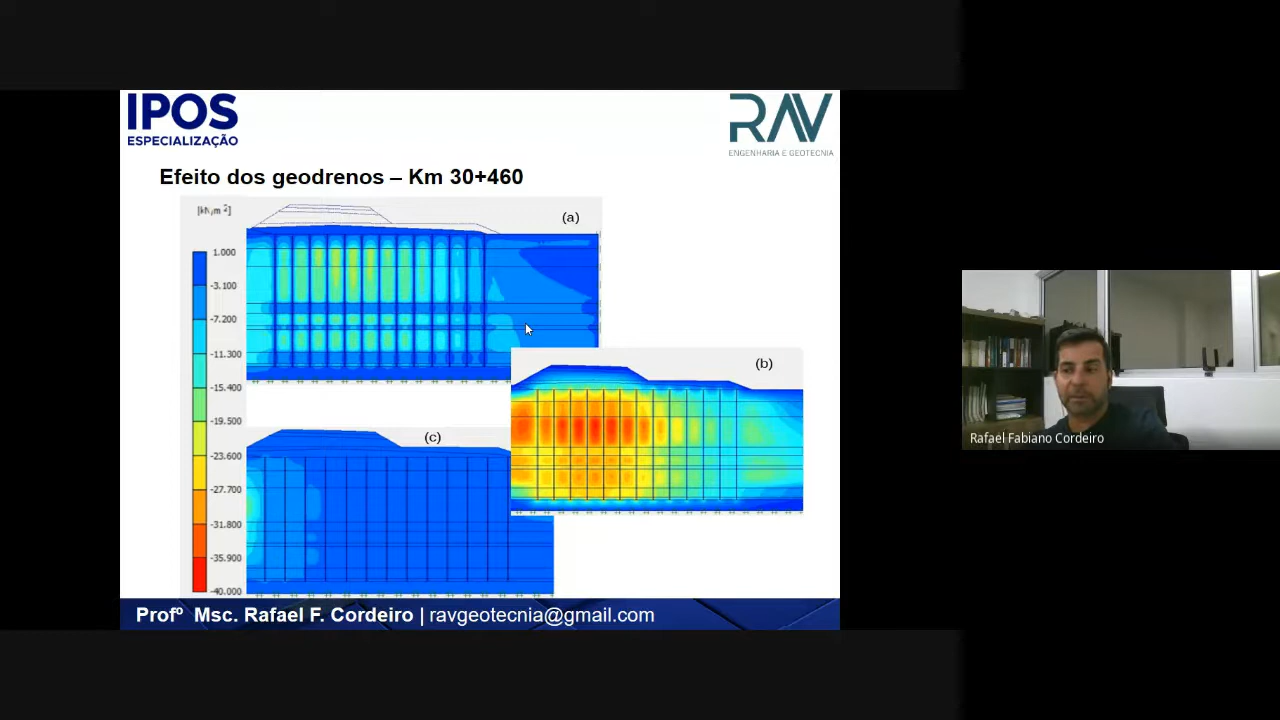 IPOS
ESPECIALIZAÇÃO
RAV
ENGENHARIA E GEOTECNIA
Efeito dos geodrenos – Km 30+460
[kN/m²]
(a)
1.000
-3.100
-7.200
-11.300
-15.400
-19.500
-23.600
-27.700
-31.800
-35.900
-40.000
(b)
(c)
Rafael Fabiano Cordeiro
Profº Msc. Rafael F. Cordeiro | ravgeotecnia@gmail.com